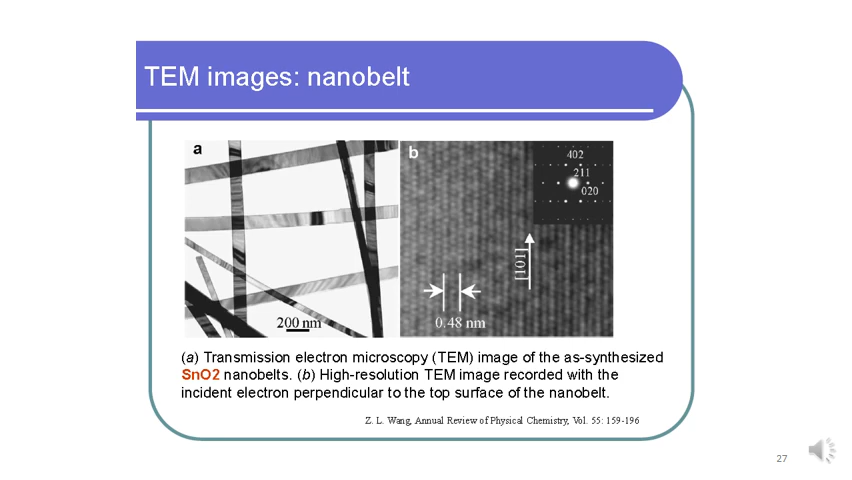 TEM images: nanobelt
a
b
402
211
020
[101]
0.48 nm
200 nm
(a) Transmission electron microscopy (TEM) image of the as-synthesized
SnO2 nanobelts. (b) High-resolution TEM image recorded with the
incident electron perpendicular to the top surface of the nanobelt.
Z. L. Wang, Annual Review of Physical Chemistry, Vol. 55: 159-196
27